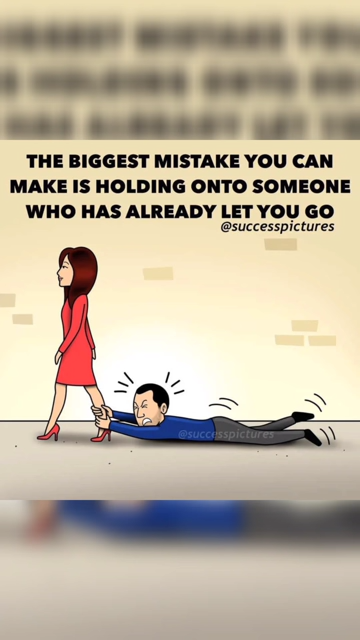 THE BIGGEST MISTAKE YOU CAN
MAKE IS HOLDING ONTO SOMEONE
WHO HAS ALREADY LET YOU GO
@successpictures
@successpictures